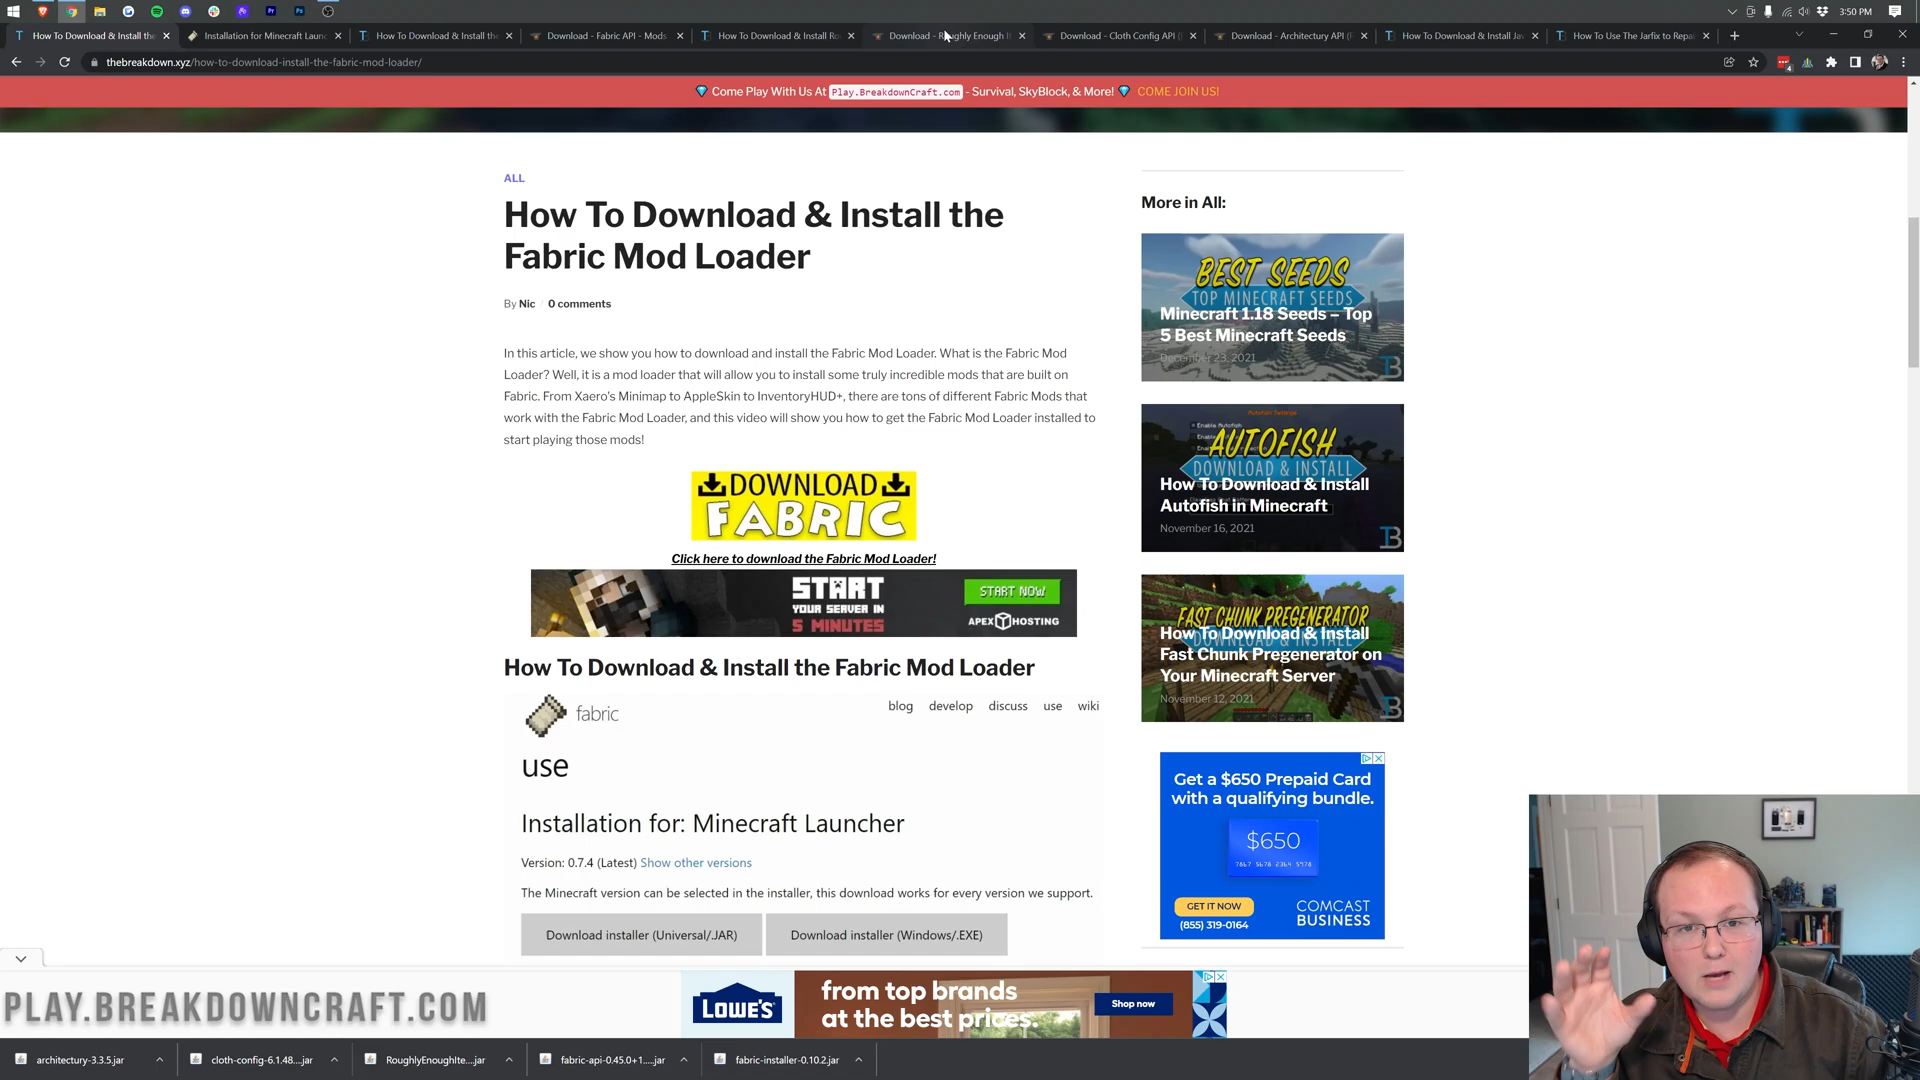 3:50 PM
How To Download & Install the
Installation for Minecraft Launc
How To Download & Install the
Download - Fabric API - Mods
How To Download & Install Ro
Download - Roughly Enough I
Download - Cloth Config API (
Download - Architectury API (F
How To Download & Install Jav
How To Use The Jarfix to Repai
thebreakdown.xyz/how-to-download-install-the-fabric-mod-loader/
Come Play With Us At Play.BreakdownCraft.com - Survival, SkyBlock, & More! COME JOIN US!
ALL
How To Download & Install the
Fabric Mod Loader
By Nic / 0 comments
In this article, we show you how to download and install the Fabric Mod Loader. What is the Fabric Mod
Loader? Well, it is a mod loader that will allow you to install some truly incredible mods that are built on
Fabric. From Xaero's Minimap to AppleSkin to InventoryHUD+, there are tons of different Fabric Mods that
work with the Fabric Mod Loader, and this video will show you how to get the Fabric Mod Loader installed to
start playing those mods!
DOWNLOAD
FABRIC
Click here to download the Fabric Mod Loader!
START
YOUR SERVER IN
5 MINUTES
START NOW
APEX HOSTING
How To Download & Install the Fabric Mod Loader
fabric
blog develop discuss use wiki
use
Installation for: Minecraft Launcher
Version: 0.7.4 (Latest) Show other versions
The Minecraft version can be selected in the installer, this download works for every version we support.
Download installer (Universal/.JAR)
Download installer (Windows/.EXE)
More in All:
BEST SEEDS
TOP MINECRAFT SEEDS
Minecraft 1.18 Seeds – Top
5 Best Minecraft Seeds
December 23, 2021
AUTOFISH
DOWNLOAD & INSTALL
How To Download & Install
Autofish in Minecraft
November 16, 2021
FAST CHUNK PREGENERATOR
DOWNLOAD & INSTALL
How To Download & Install
Fast Chunk Pregenerator on
Your Minecraft Server
November 12, 2021
Get a $650 Prepaid Card
with a qualifying bundle.
$650
GET IT NOW
(855) 319-0164
COMCAST
BUSINESS
PLAY.BREAKDOWNCRAFT.COM
LOWE'S
from top brands
at the best prices.
Shop now
architectury-3.3.5.jar
cloth-config-6.1.48....jar
RoughlyEnoughIte....jar
fabric-api-0.45.0+1.....jar
fabric-installer-0.10.2.jar